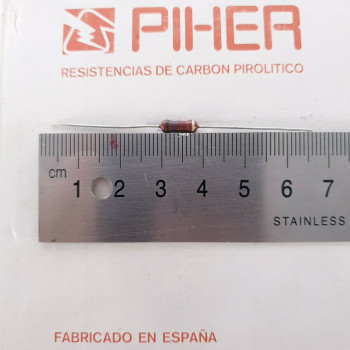 PIHER
RESISTENCIAS DE CARBON PIROLITICO
cm 1 2 3 4 5 6 7
STAINLESS
FABRICADO EN ESPAÑA